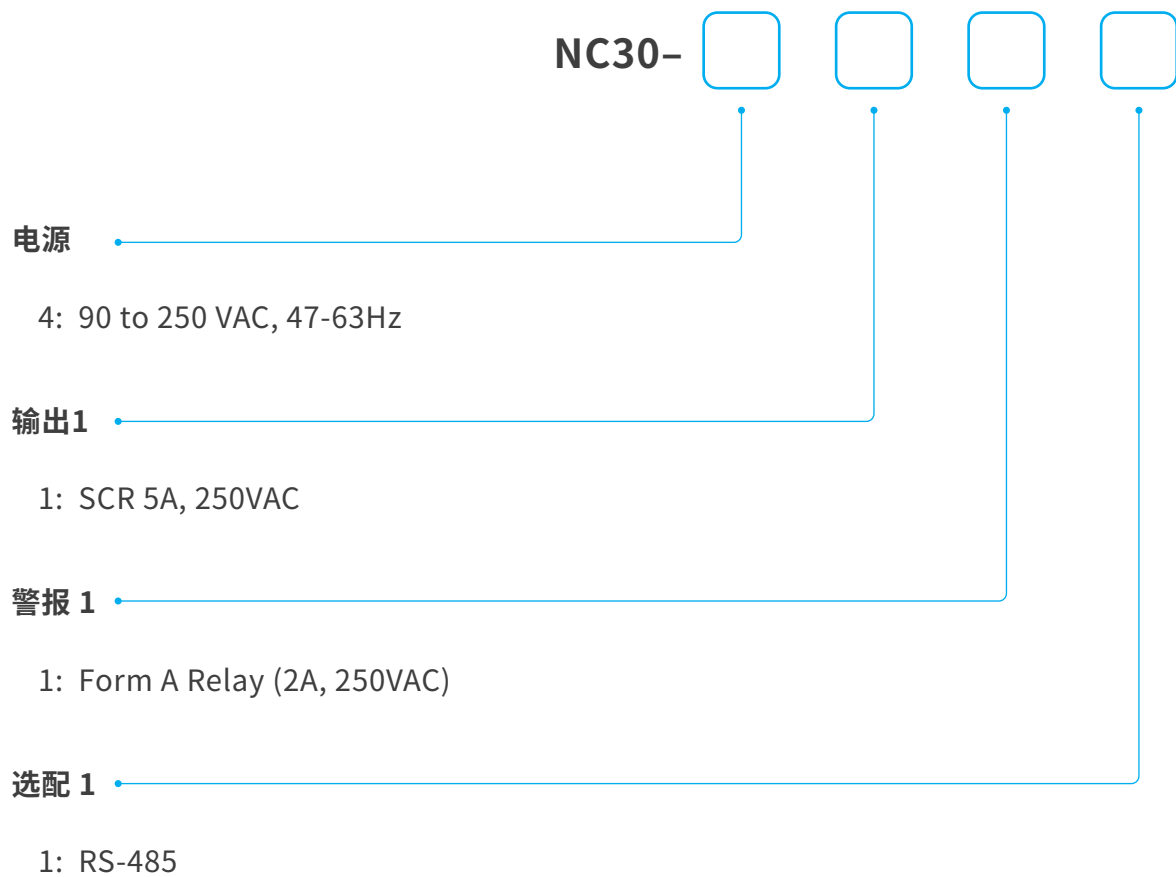 NC30–
电源
4: 90 to 250 VAC, 47-63Hz
输出1
1: SCR 5A, 250VAC
警报 1
1: Form A Relay (2A, 250VAC)
选配 1
1: RS-485